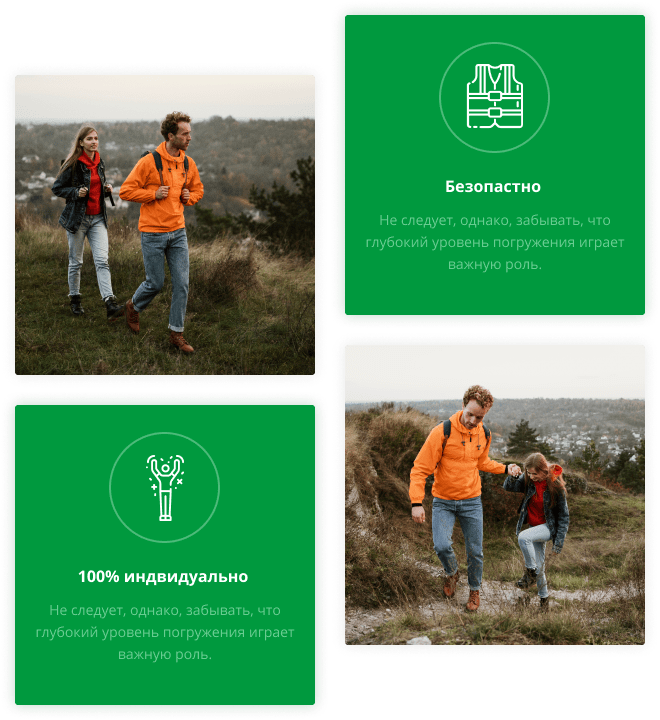 Безопастно
Не следует, однако, забывать, что
глубокий уровень погружения играет
важную роль.
100% индвидуально
Не следует, однако, забывать, что
глубокий уровень погружения играет
важную роль.